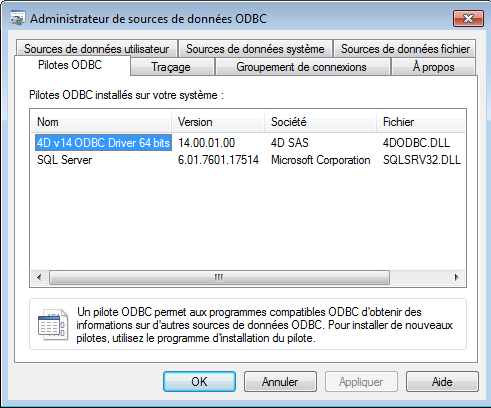 Administrateur de sources de données ODBC
Sources de données utilisateur Sources de données système Sources de données fichier
Pilotes ODBC Traçage Groupement de connexions À propos
Pilotes ODBC installés sur votre système :
Nom Version Société Fichier
4D v14 ODBC Driver 64 bits 14.00.01.00 4D SAS 4DODBC.DLL
SQL Server 6.01.7601.17514 Microsoft Corporation SQLSRV32.DLL
Un pilote ODBC permet aux programmes compatibles ODBC d'obtenir des
informations sur d'autres sources de données ODBC. Pour installer de nouveaux
pilotes, utilisez le programme d'installation du pilote.
OK Annuler Appliquer Aide